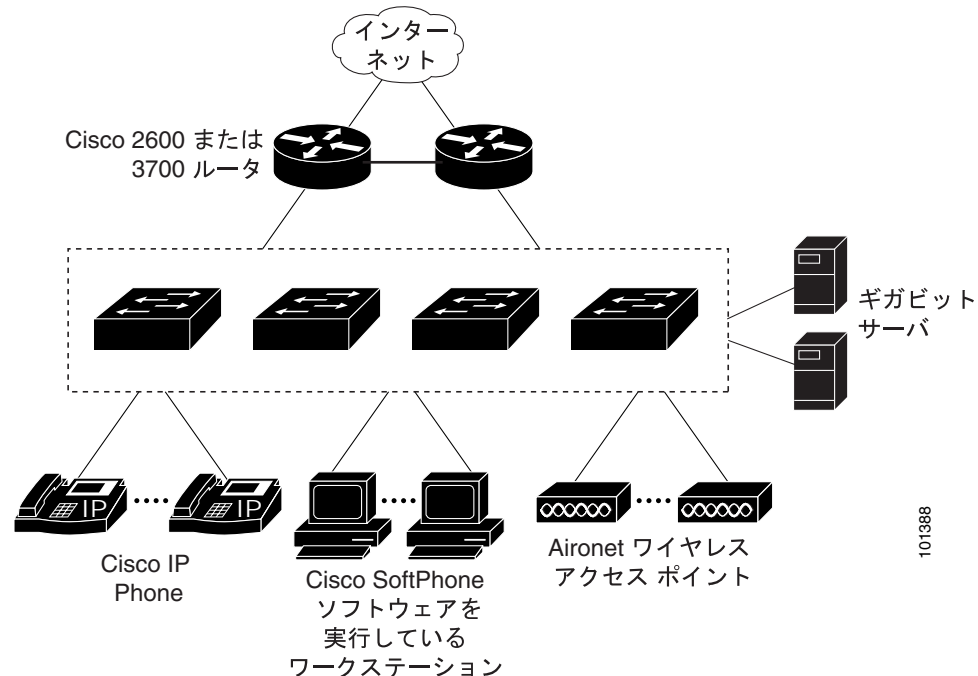 インター
ネット
Cisco 2600 または
3700 ルータ
ギガビット
サーバ
IP
IP
Cisco IP
Phone
Cisco SoftPhone
ソフトウェアを
実行している
ワークステーション
Aironet ワイヤレス
アクセス ポイント
101388